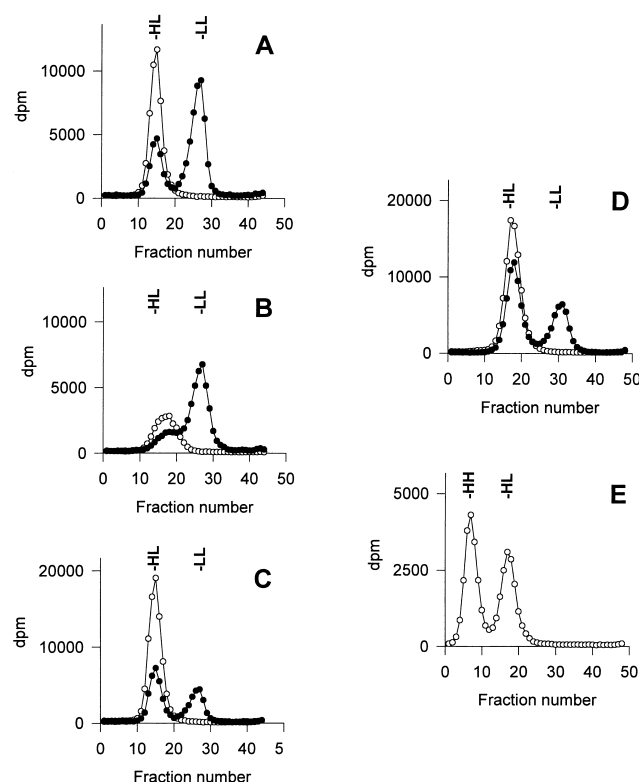 -HL -LL A
10000
5000
0
dpm
0 10 20 30 40 50
Fraction number
-HL -LL B
10000
5000
0
dpm
0 10 20 30 40 50
Fraction number
-HL -LL C
20000
10000
0
dpm
0 10 20 30 40 5
Fraction number
-HL -LL D
20000
10000
0
dpm
0 10 20 30 40 50
Fraction number
-HH -HL E
5000
2500
0
dpm
0 10 20 30 40 50
Fraction number